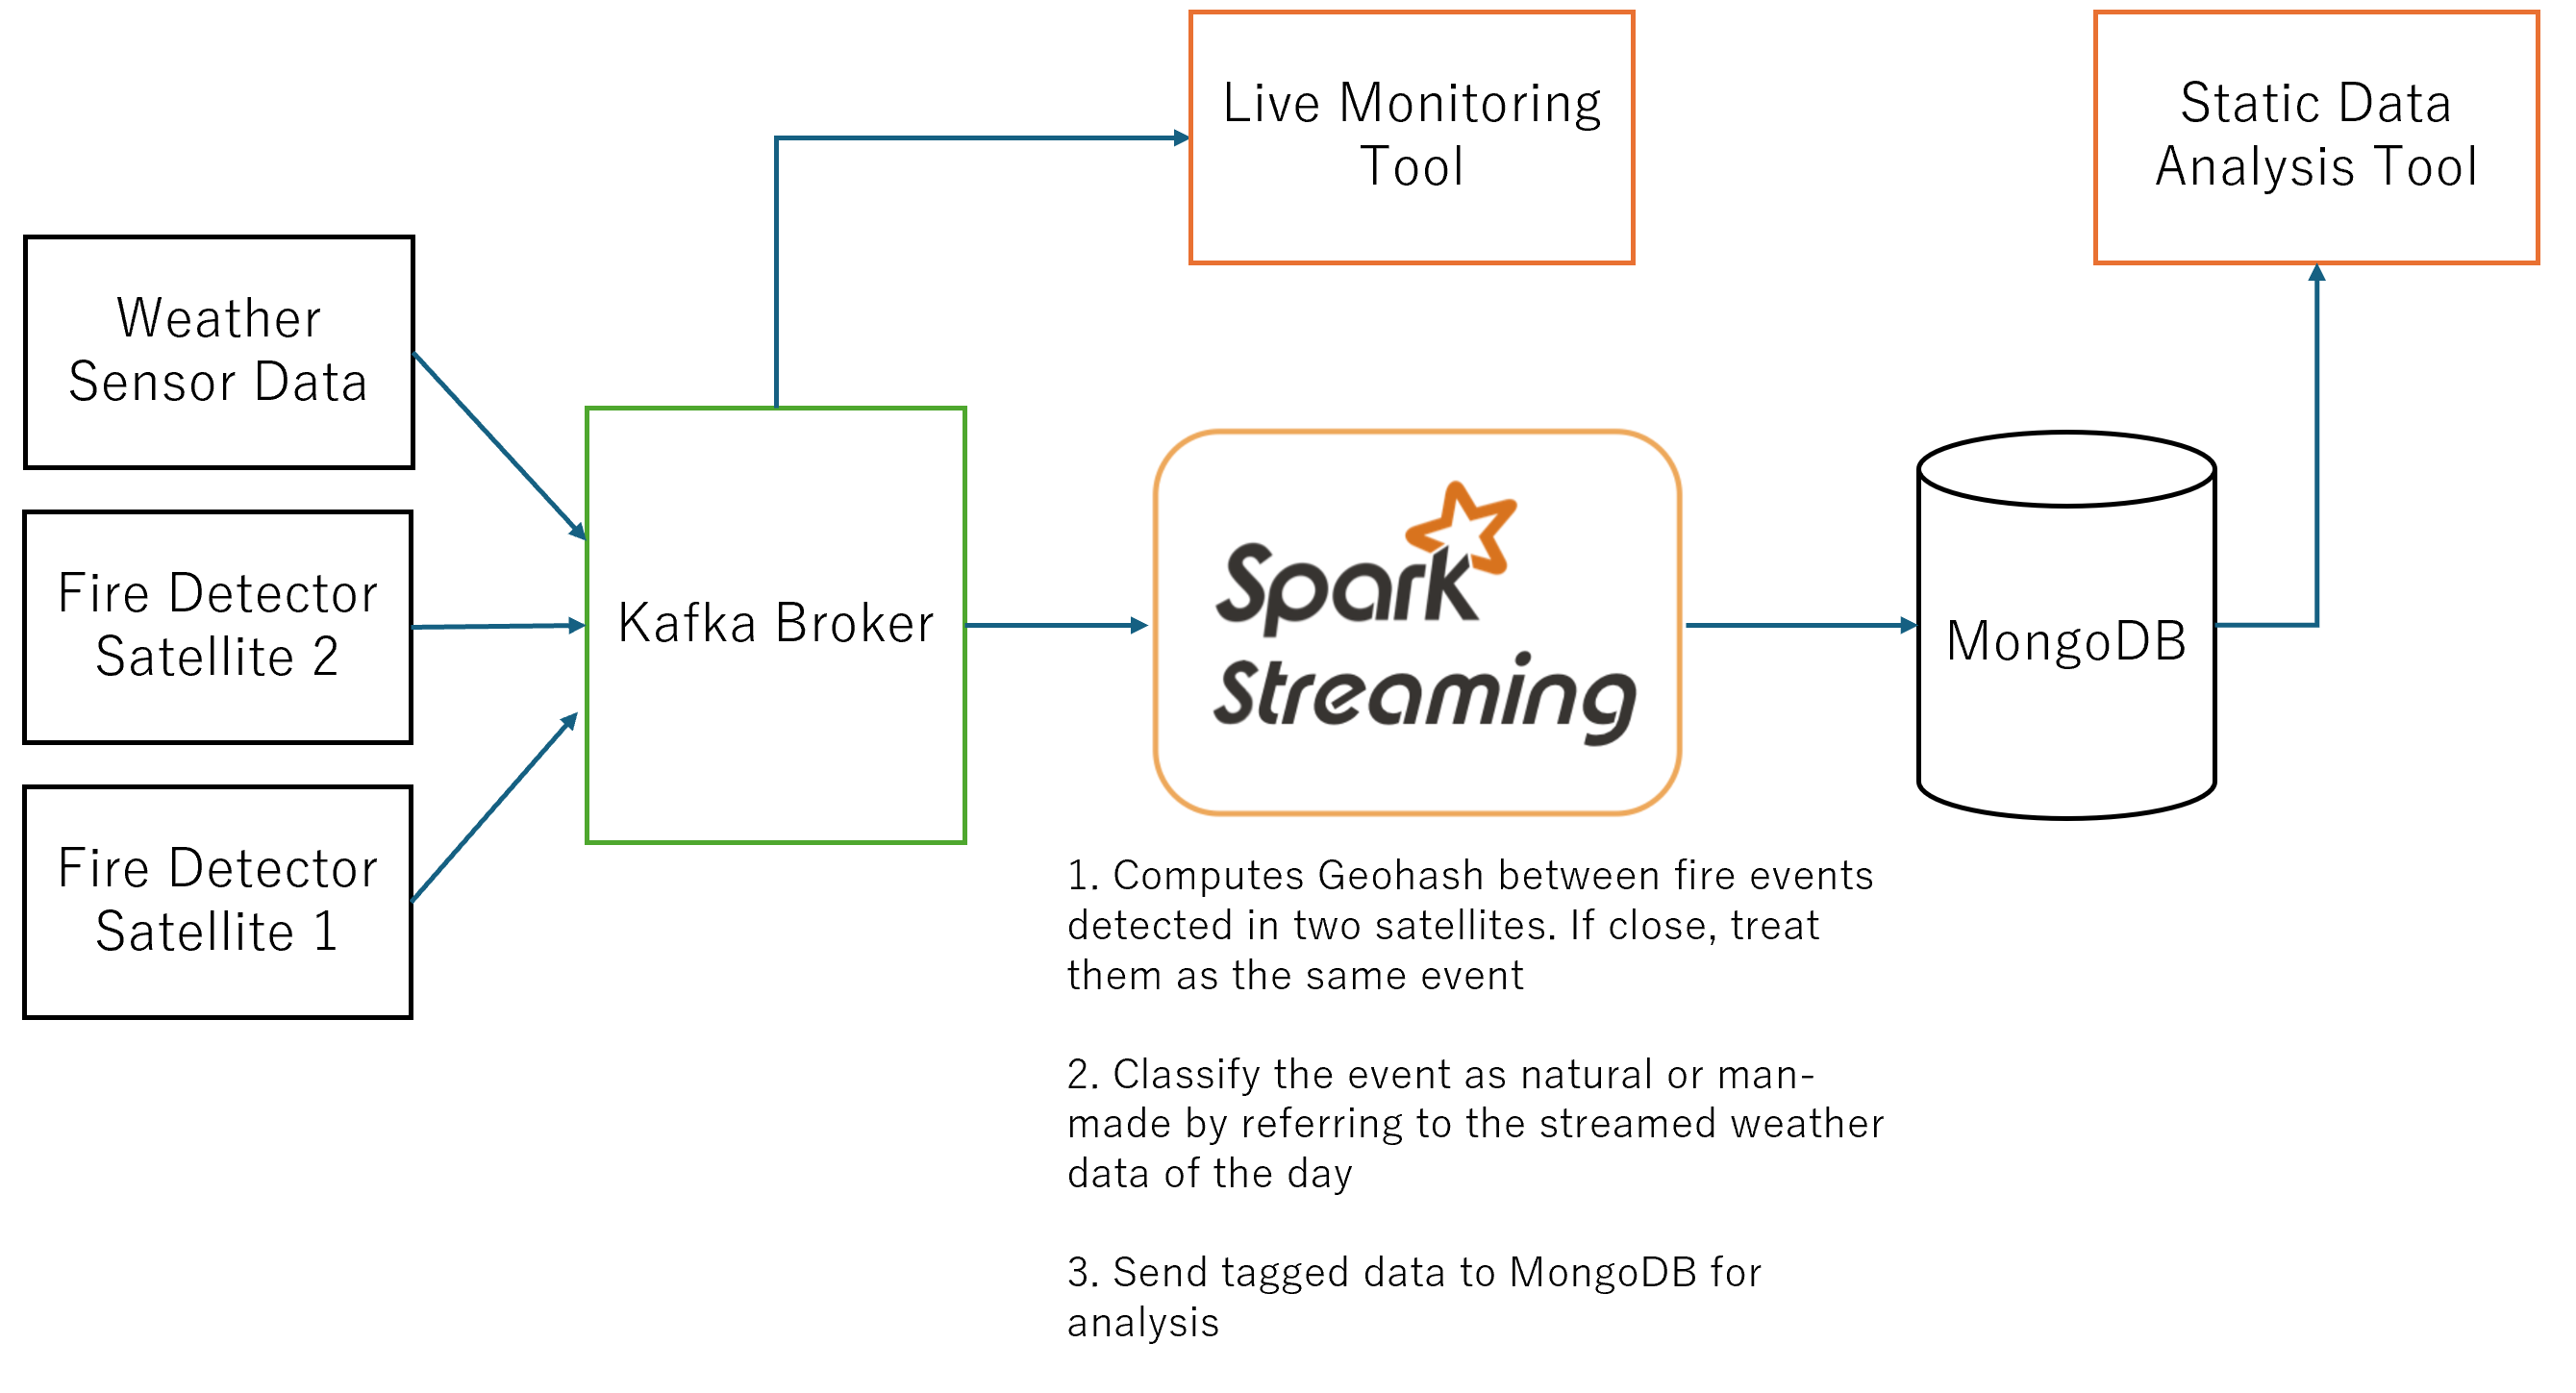 Live Monitoring
Tool
Static Data
Analysis Tool
Weather
Sensor Data
Fire Detector
Satellite 2
Fire Detector
Satellite 1
Kafka Broker
Spark
Streaming
MongoDB
1. Computes Geohash between fire events
detected in two satellites. If close, treat
them as the same event
2. Classify the event as natural or man-
made by referring to the streamed weather
data of the day
3. Send tagged data to MongoDB for
analysis